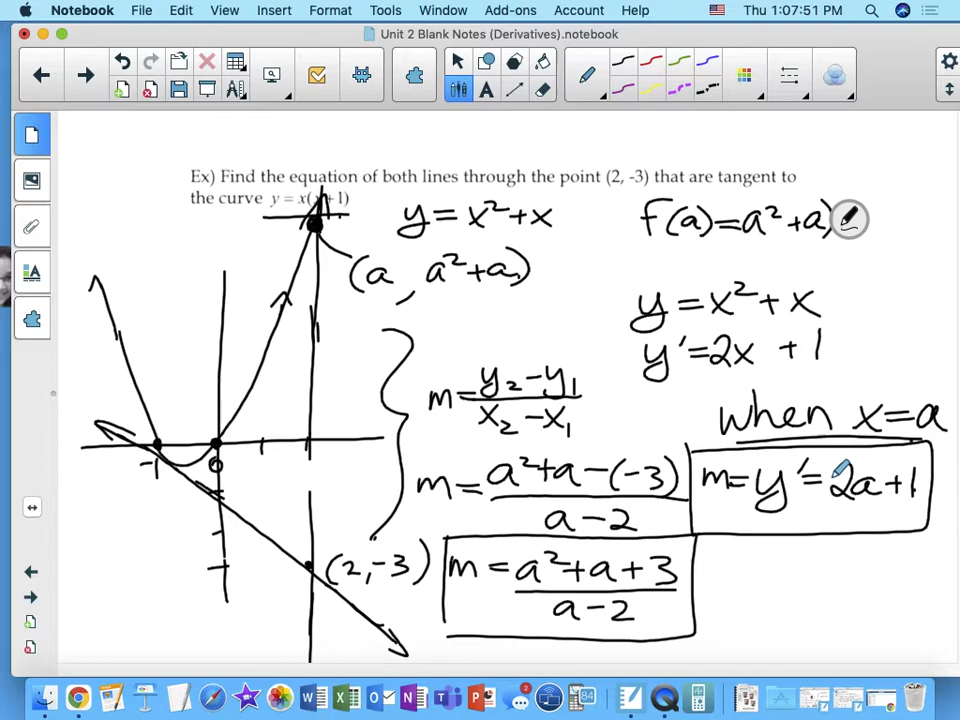 Notebook File Edit View Insert Format Tools Window Add-ons Account Help Thu 1:07:51 PM
Unit 2 Blank Notes (Derivatives).notebook
Ex) Find the equation of both lines through the point (2, -3) that are tangent to
the curve y = x(x+1)
y = x² + x
f(a) = a² + a)
(a, a² + a)
y = x² + x
y' = 2x + 1
m = y₂ - y₁ / x₂ - x₁
when x = a
m = a² + a - (-3) / a - 2
m = y' = 2a + 1
-1
0
(2, -3)
m = a² + a + 3 / a - 2
2
84